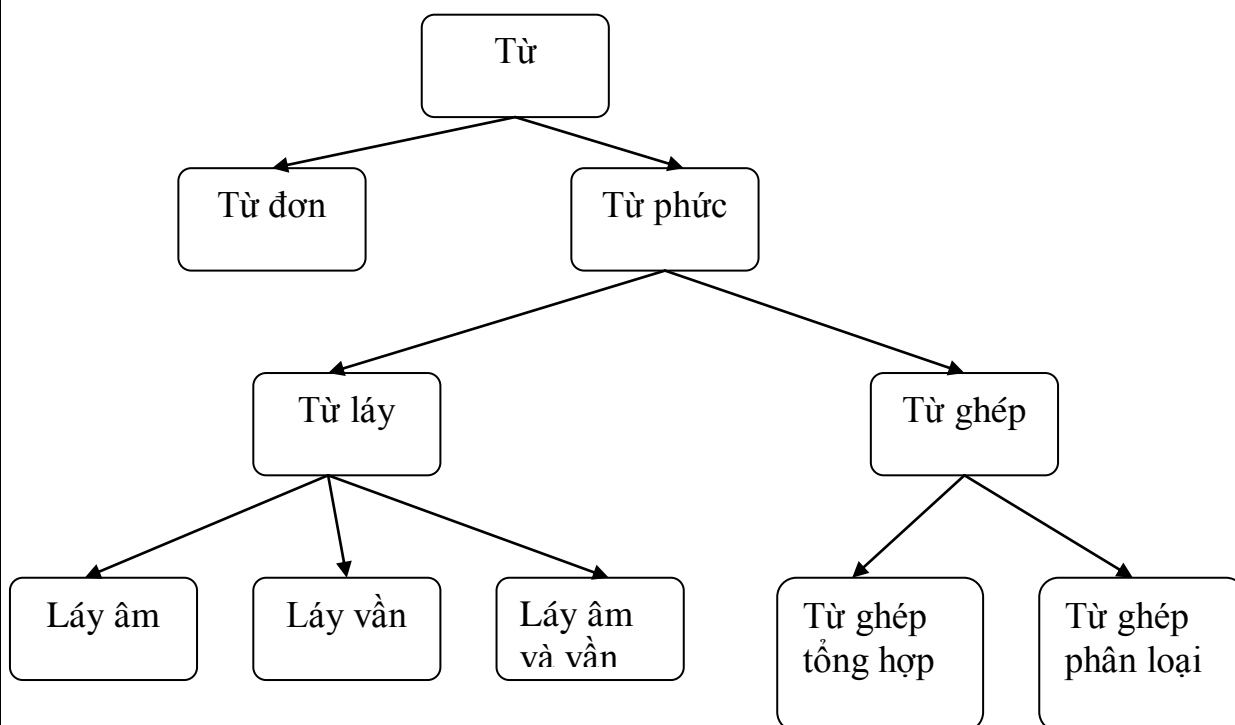 Từ
Từ đơn
Từ phức
Từ láy
Từ ghép
Láy âm
Láy vần
Láy âm
và vần
Từ ghép
tổng hợp
Từ ghép
phân loại